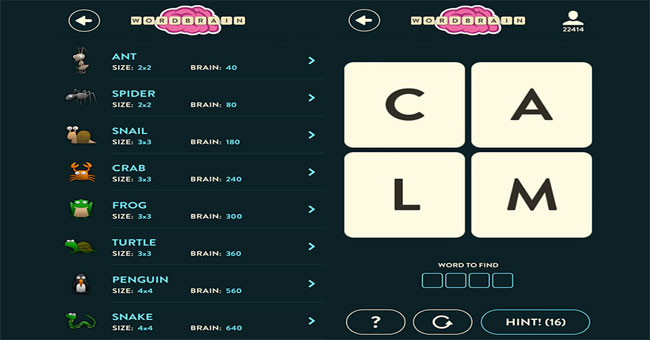 WORDBRAIN
ANT
SIZE: 2x2 BRAIN: 40
SPIDER
SIZE: 2x2 BRAIN: 80
SNAIL
SIZE: 3x3 BRAIN: 180
CRAB
SIZE: 3x3 BRAIN: 240
FROG
SIZE: 3x3 BRAIN: 300
TURTLE
SIZE: 3x3 BRAIN: 360
PENGUIN
SIZE: 4x4 BRAIN: 560
SNAKE
SIZE: 4x4 BRAIN: 640
WORDBRAIN
22414
C A
L M
WORD TO FIND
? HINT! (16)